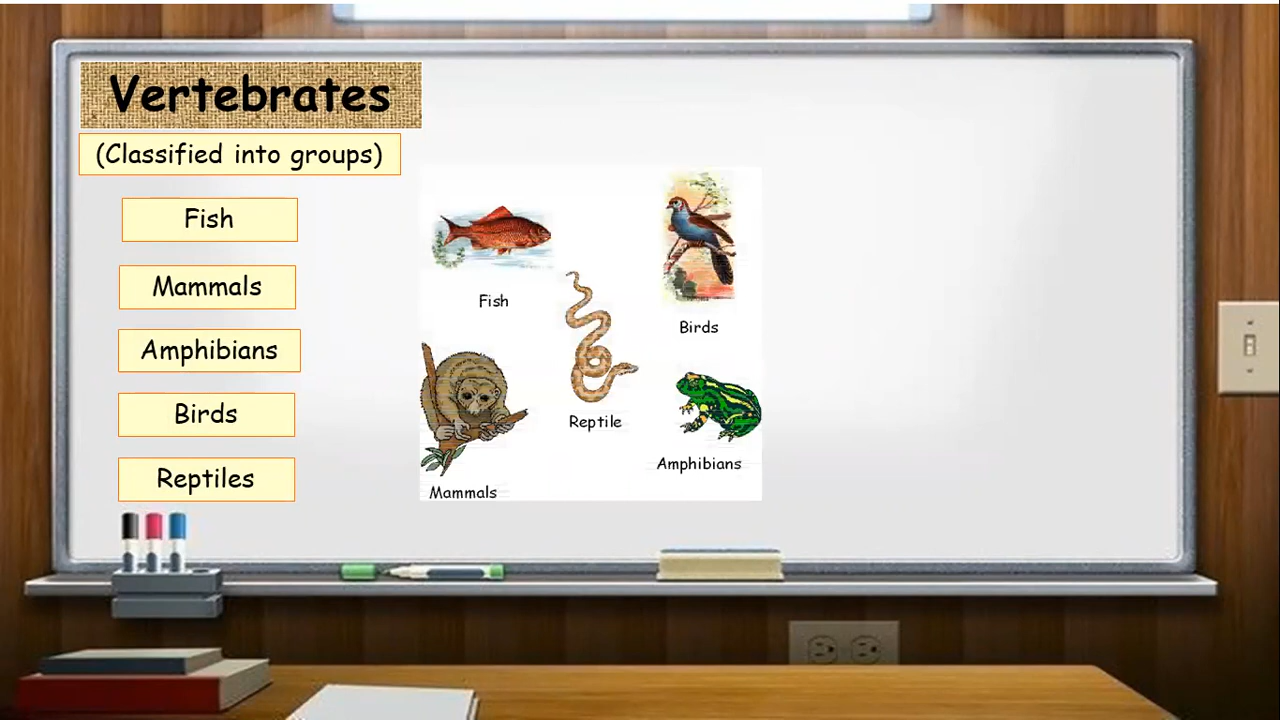 Vertebrates
(Classified into groups)
Fish
Mammals
Amphibians
Birds
Reptiles
Fish
Birds
Reptile
Amphibians
Mammals